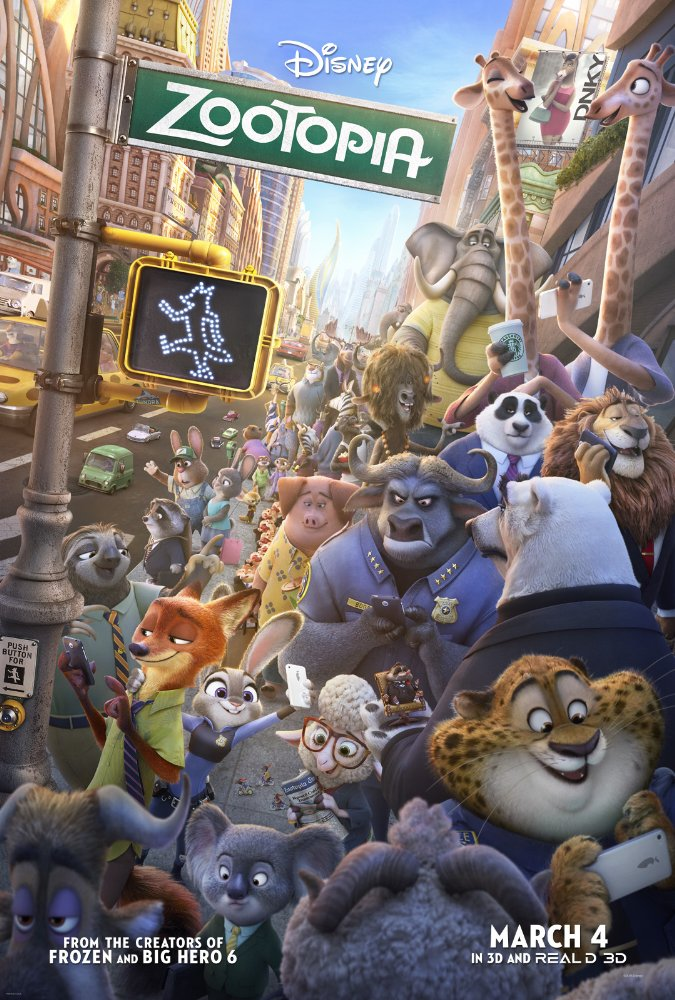 Disney
ZOOTOPIA
DNKY
PUSH
BUTTON
FOR
FROM THE CREATORS OF
FROZEN AND BIG HERO 6
MARCH 4
IN 3D AND REAL D 3D